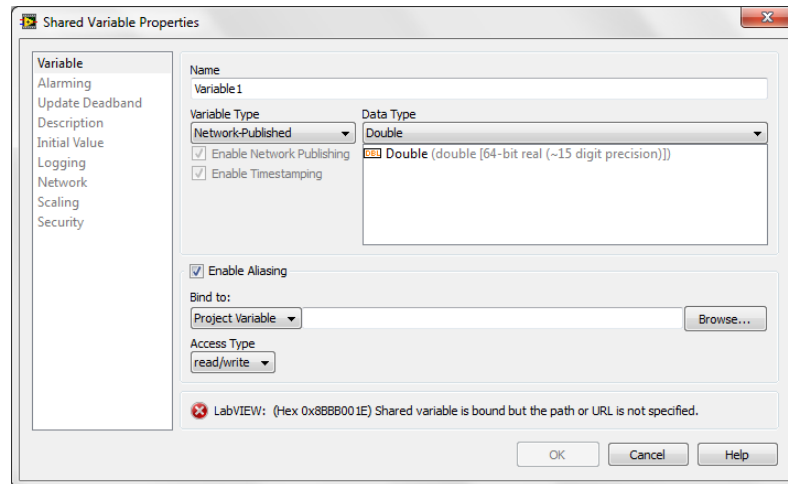 Shared Variable Properties
Variable
Alarming
Update Deadband
Description
Initial Value
Logging
Network
Scaling
Security
Name
Variable1
Variable Type
Data Type
Network-Published
Double
Enable Network Publishing
Enable Timestamping
DBL Double (double [64-bit real (~15 digit precision)])
Enable Aliasing
Bind to:
Project Variable
Browse...
Access Type
read/write
LabVIEW: (Hex 0x8BBB001E) Shared variable is bound but the path or URL is not specified.
OK
Cancel
Help